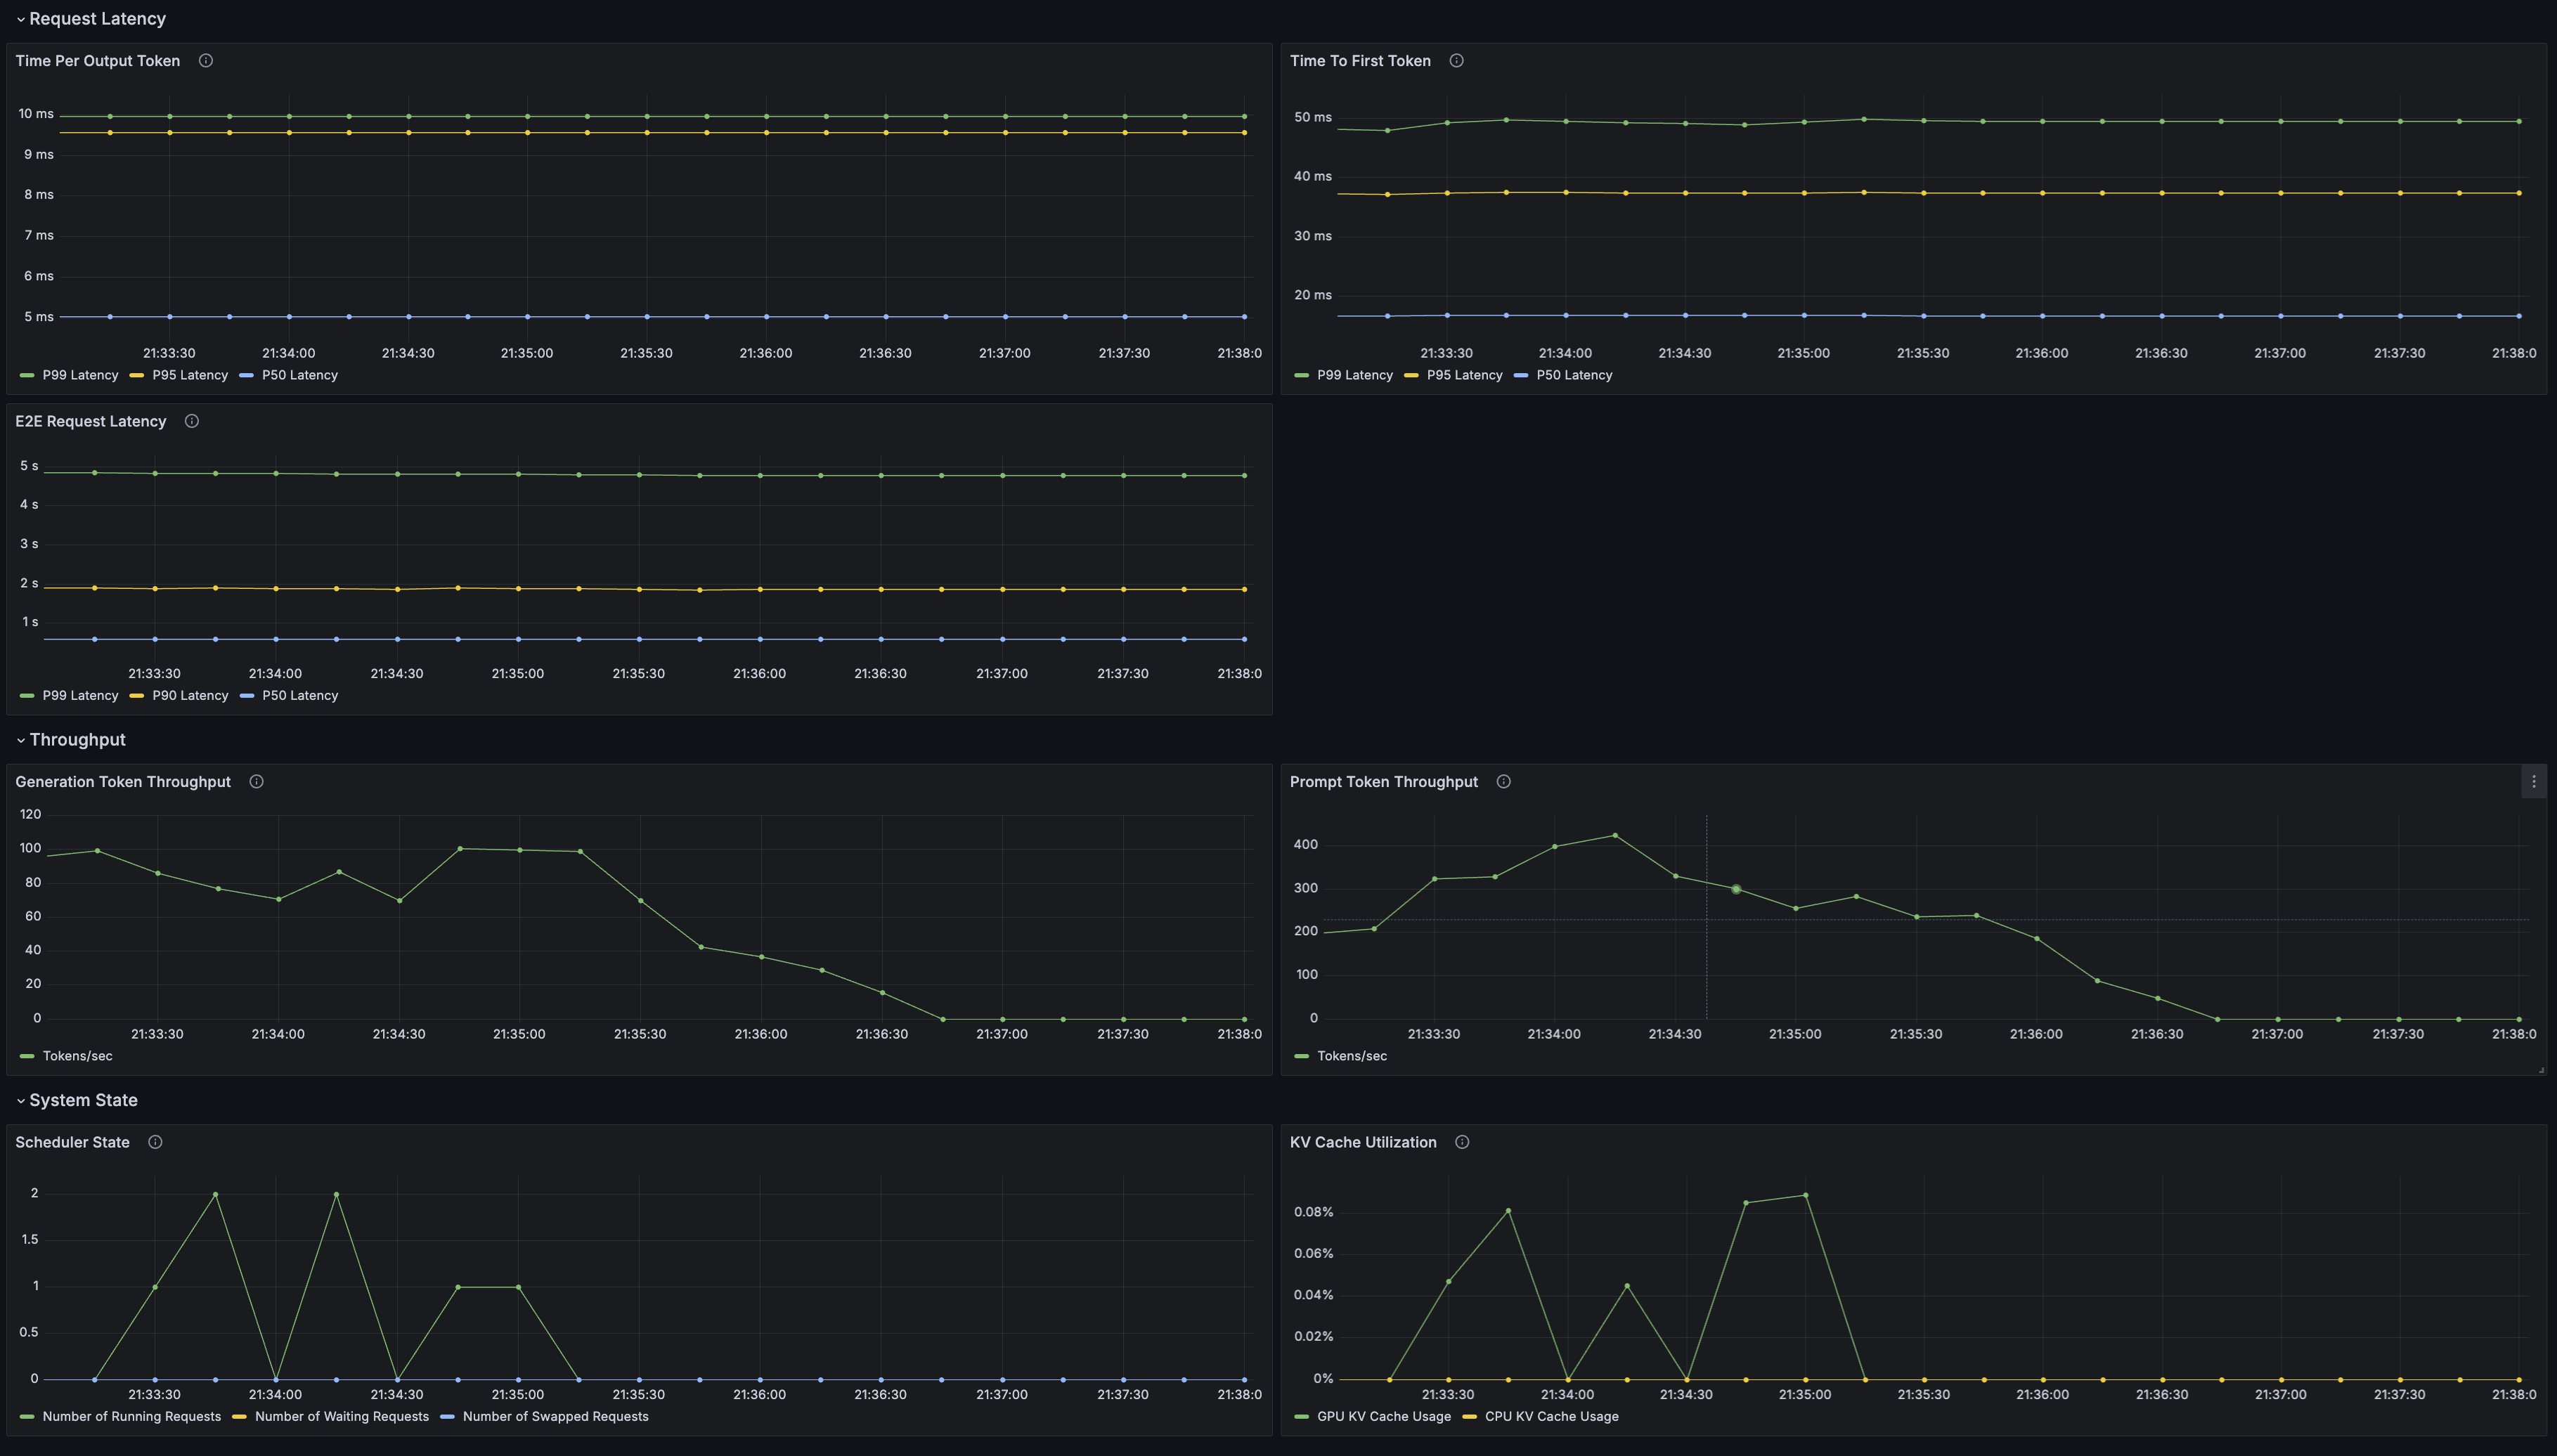 Request Latency
Time Per Output Token
10 ms
9 ms
8 ms
7 ms
6 ms
5 ms
21:33:30 21:34:00 21:34:30 21:35:00 21:35:30 21:36:00 21:36:30 21:37:00 21:37:30 21:38:0
P99 Latency P95 Latency P50 Latency
Time To First Token
50 ms
40 ms
30 ms
20 ms
21:33:30 21:34:00 21:34:30 21:35:00 21:35:30 21:36:00 21:36:30 21:37:00 21:37:30 21:38:0
P99 Latency P95 Latency P50 Latency
E2E Request Latency
5 s
4 s
3 s
2 s
1 s
21:33:30 21:34:00 21:34:30 21:35:00 21:35:30 21:36:00 21:36:30 21:37:00 21:37:30 21:38:0
P99 Latency P90 Latency P50 Latency
Throughput
Generation Token Throughput
120
100
80
60
40
20
0
21:33:30 21:34:00 21:34:30 21:35:00 21:35:30 21:36:00 21:36:30 21:37:00 21:37:30 21:38:0
Tokens/sec
Prompt Token Throughput
400
300
200
100
0
21:33:30 21:34:00 21:34:30 21:35:00 21:35:30 21:36:00 21:36:30 21:37:00 21:37:30 21:38:0
Tokens/sec
System State
Scheduler State
2
1.5
1
0.5
0
21:33:30 21:34:00 21:34:30 21:35:00 21:35:30 21:36:00 21:36:30 21:37:00 21:37:30 21:38:0
Number of Running Requests Number of Waiting Requests Number of Swapped Requests
KV Cache Utilization
0.08%
0.06%
0.04%
0.02%
0%
21:33:30 21:34:00 21:34:30 21:35:00 21:35:30 21:36:00 21:36:30 21:37:00 21:37:30 21:38:0
GPU KV Cache Usage CPU KV Cache Usage